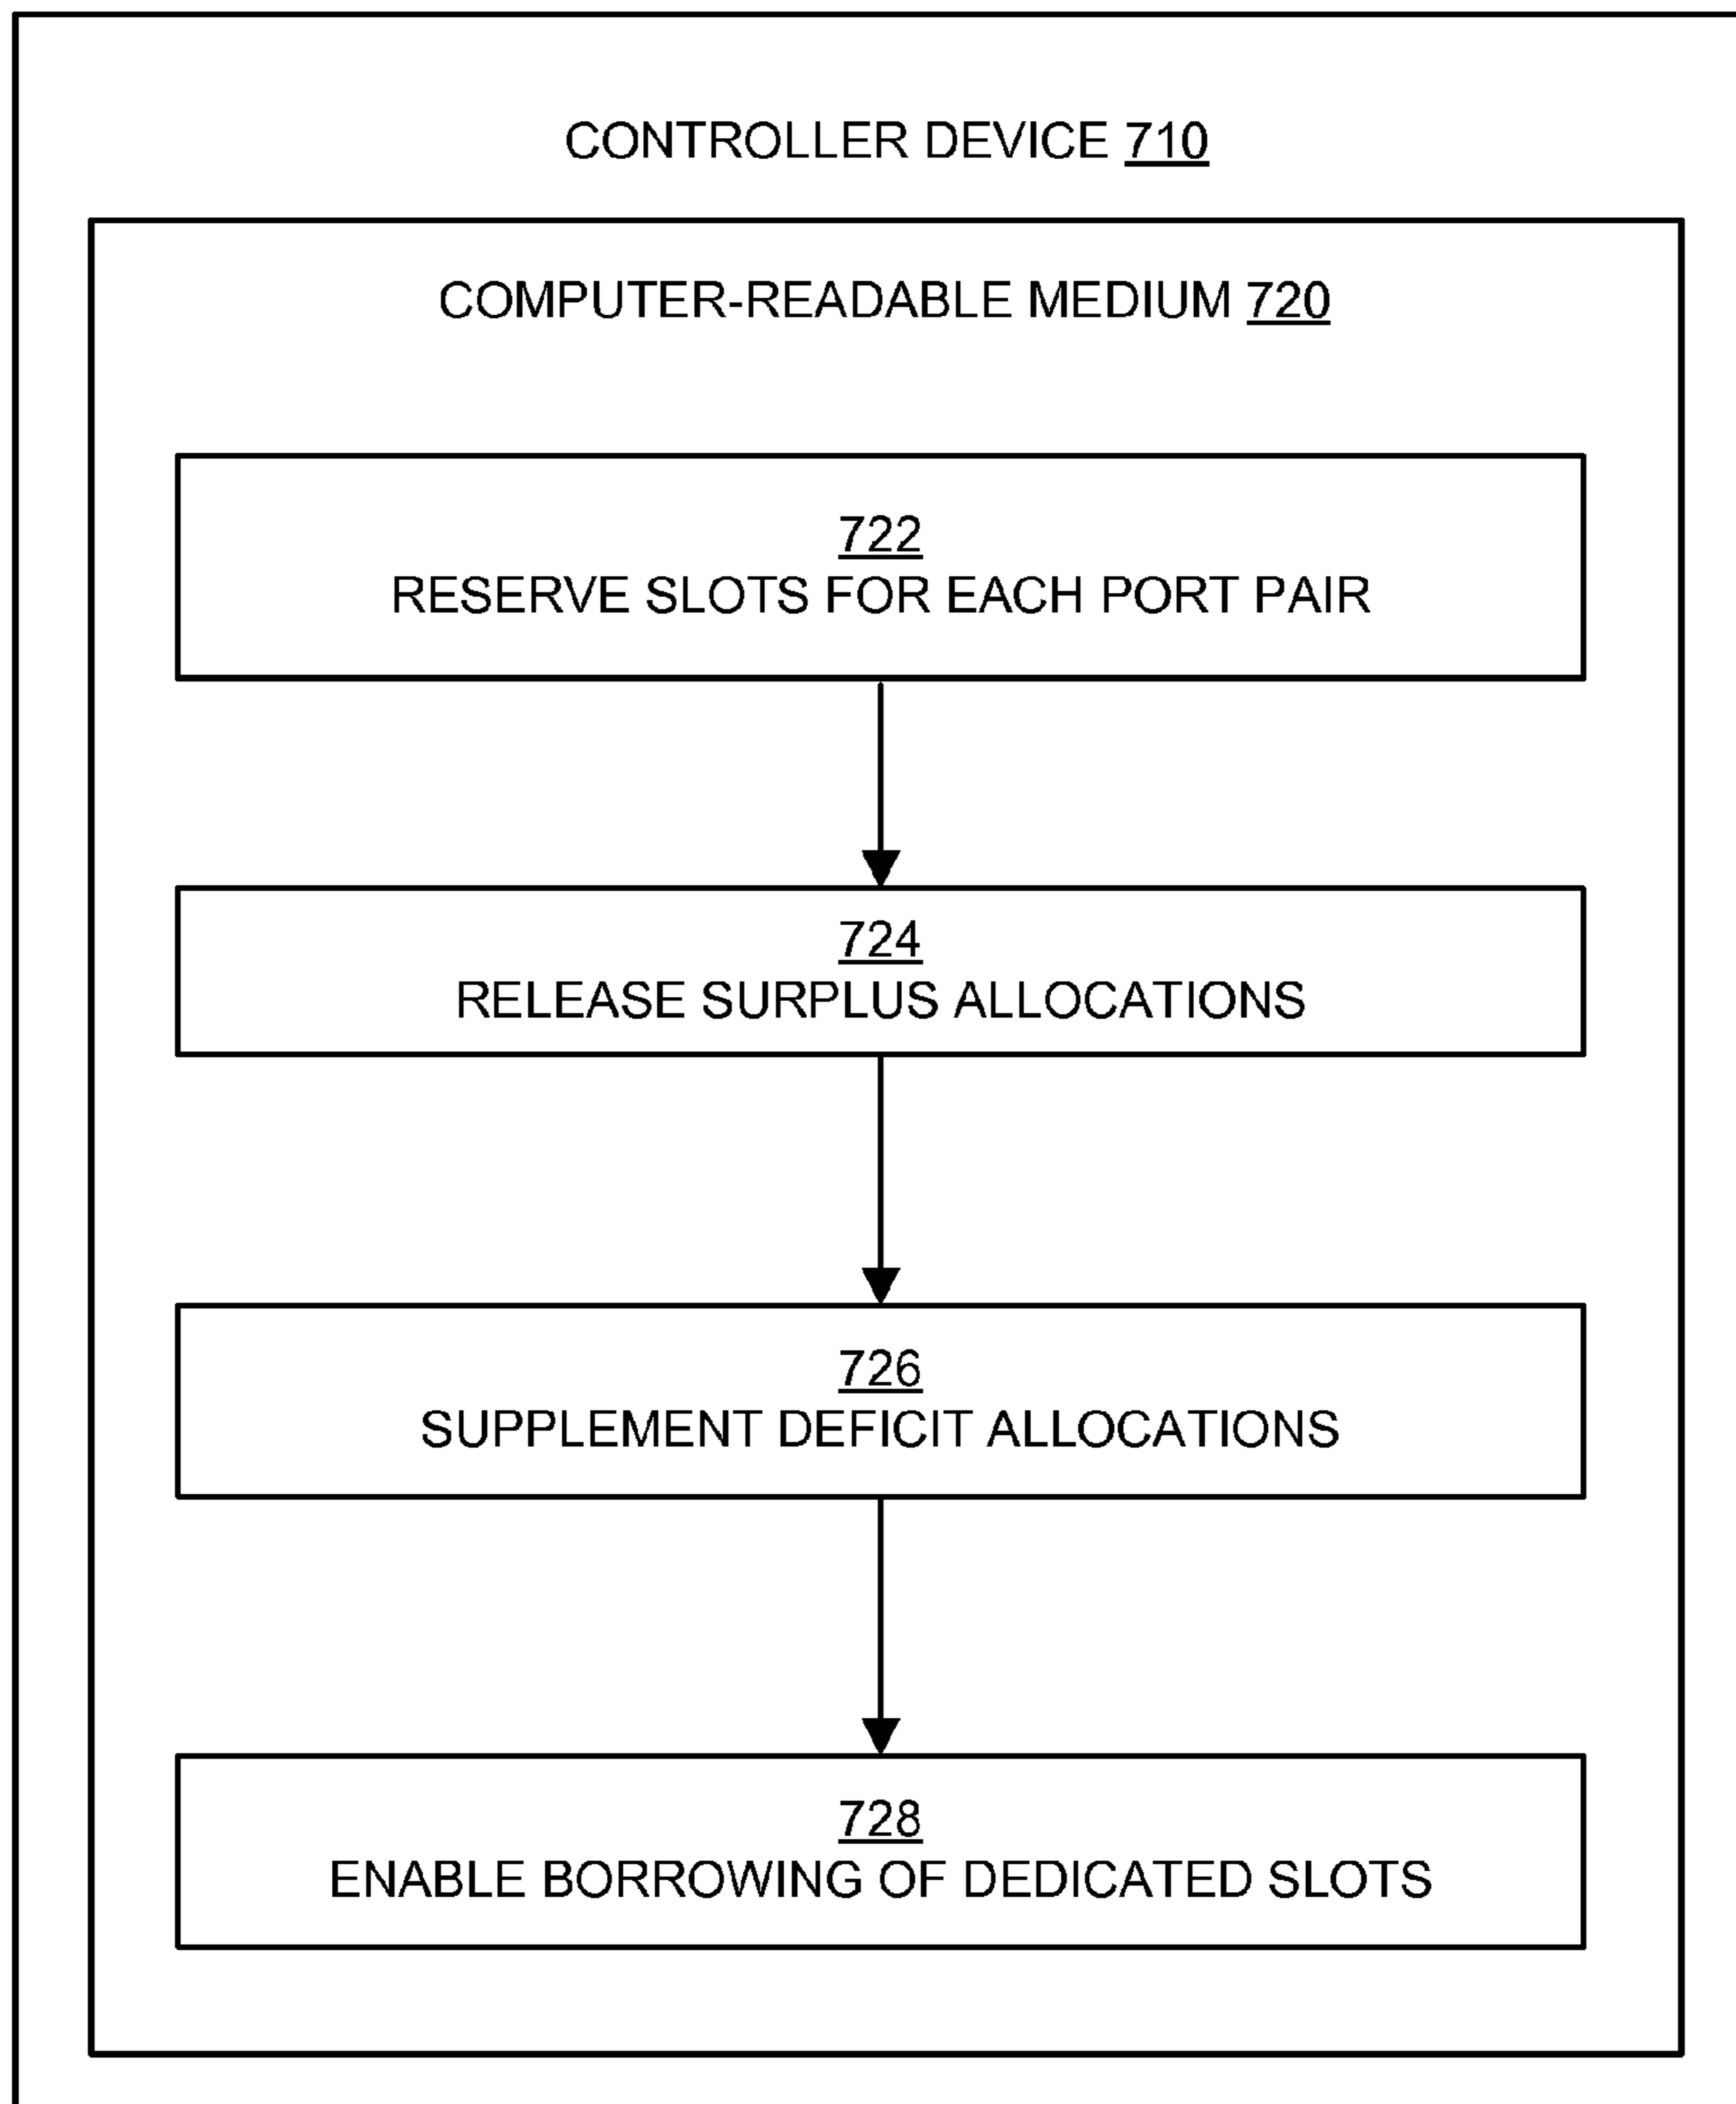 CONTROLLER DEVICE 710
COMPUTER-READABLE MEDIUM 720
722
RESERVE SLOTS FOR EACH PORT PAIR
724
RELEASE SURPLUS ALLOCATIONS
726
SUPPLEMENT DEFICIT ALLOCATIONS
728
ENABLE BORROWING OF DEDICATED SLOTS